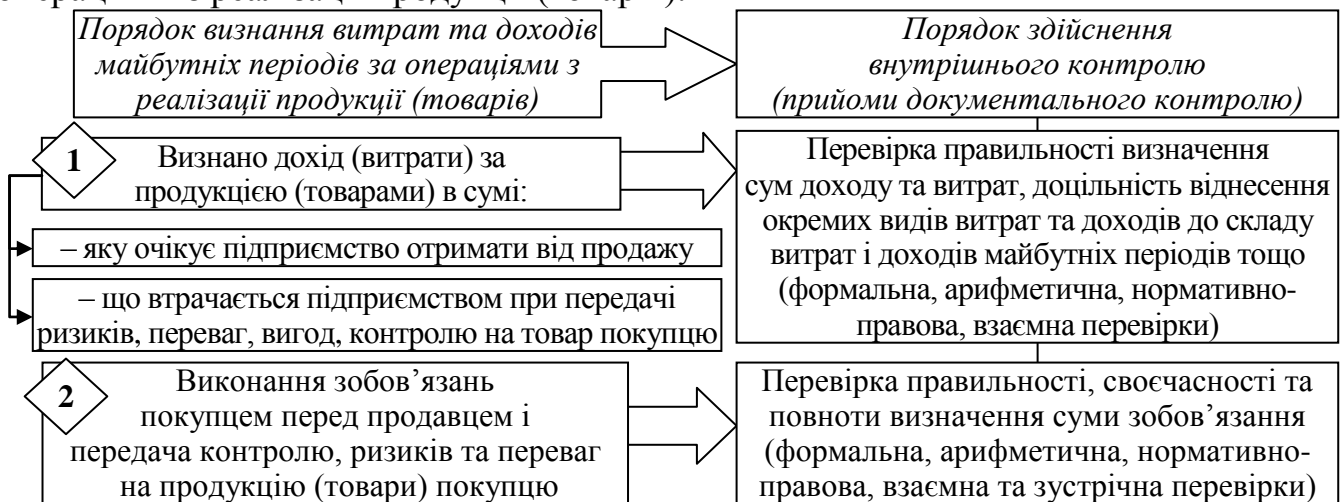 операціями з реалізації продукції (товарів).
Порядок визнання витрат та доходів
майбутніх періодів за операціями з
реалізації продукції (товарів)
Порядок здійснення
внутрішнього контролю
(прийоми документального контролю)
1
Визнано дохід (витрати) за
продукцією (товарами) в сумі:
– яку очікує підприємство отримати від продажу
– що втрачається підприємством при передачі
ризиків, переваг, вигод, контролю на товар покупцю
Перевірка правильності визначення
сум доходу та витрат, доцільність віднесення
окремих видів витрат та доходів до складу
витрат і доходів майбутніх періодів тощо
(формальна, арифметична, нормативно-
правова, взаємна перевірки)
2
Виконання зобов’язань
покупцем перед продавцем і
передача контролю, ризиків та переваг
на продукцію (товари) покупцю
Перевірка правильності, своєчасності та
повноти визначення суми зобов’язання
(формальна, арифметична, нормативно-
правова, взаємна та зустрічна перевірки)